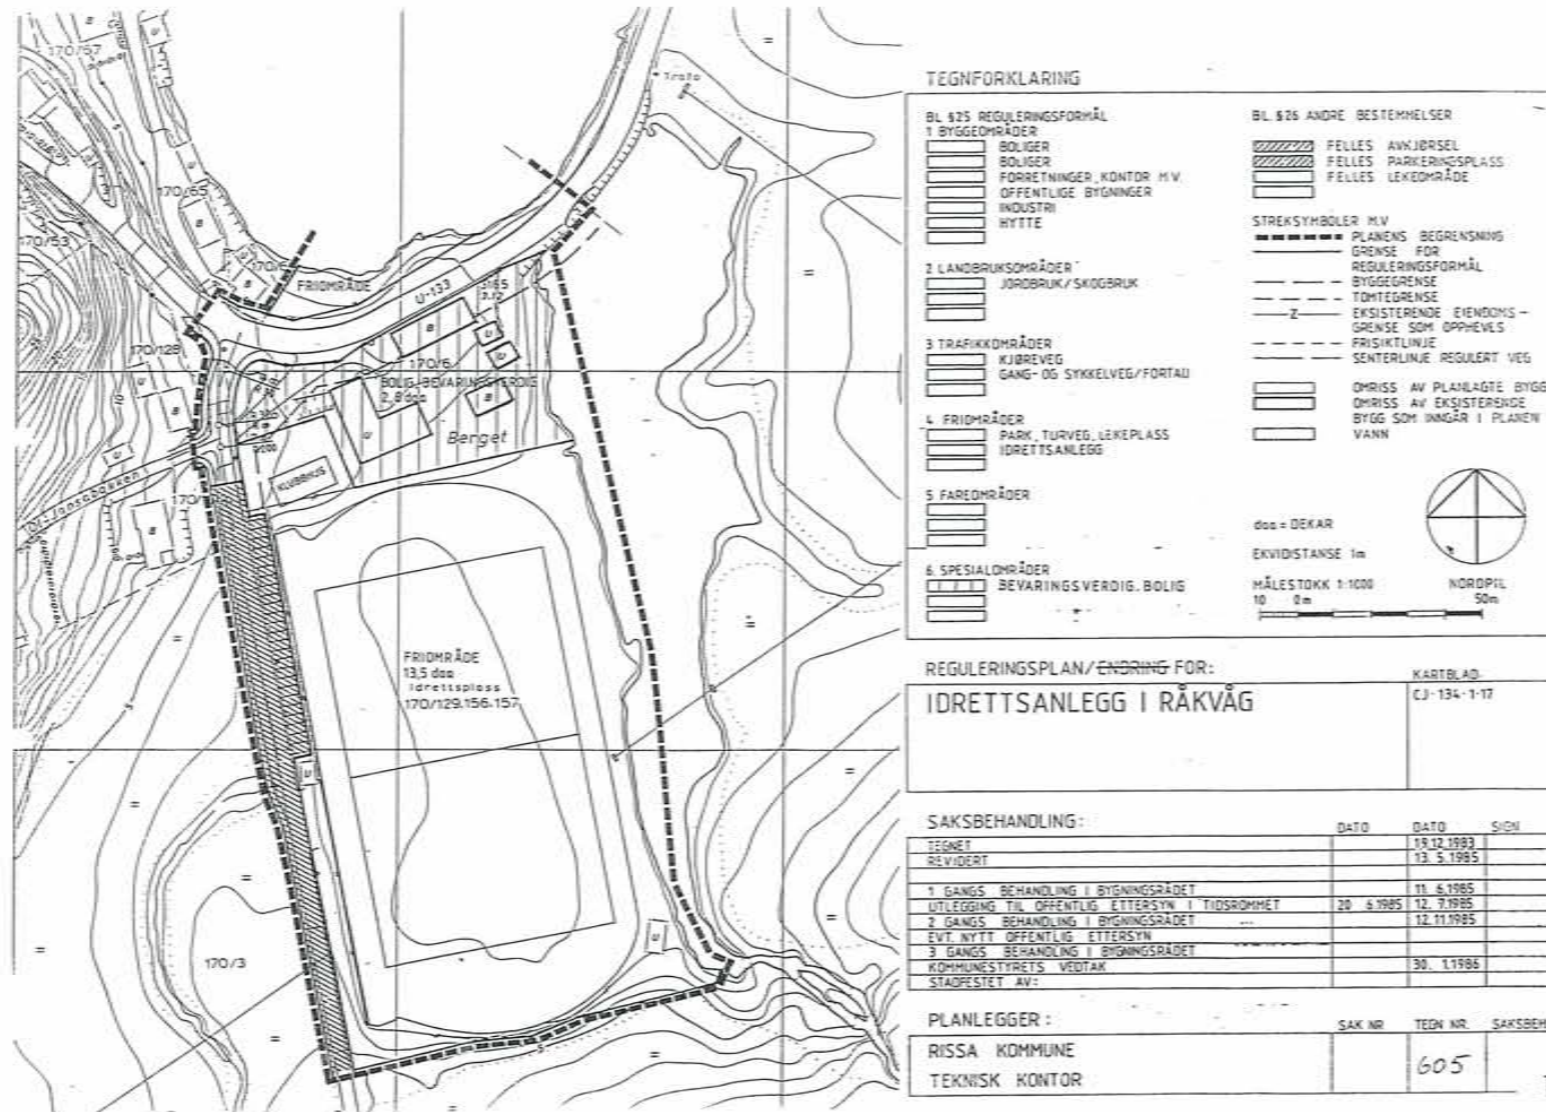 170/57
B
U
170/65
B
170/53
U
B
170/6
FRIOMRÅDE
U-133
Trafo
170/128
U
B
B
170/6
U
U
BOLIG-BEVARINGSVERDIG
2,8 daa
B
U
Berget
KLUBBHUS
U
Ol-Jonsabakken
B
FRIOMRÅDE
13,5 daa
Idrettsplass
170/129.156.157
U
U
170/3
5
TEGNFORKLARING
BL §25 REGULERINGSFORMÅL
1 BYGGEOMRÅDER
BOLIGER
BOLIGER
FORRETNINGER, KONTOR M.V.
OFFENTLIGE BYGNINGER
INDUSTRI
HYTTE
2 LANDBRUKSOMRÅDER
JORDBRUK/SKOGBRUK
3 TRAFIKKOMRÅDER
KJØREVEG
GANG- OG SYKKELVEG/FORTAU
4. FRIOMRÅDER
PARK, TURVEG, LEKEPLASS
IDRETTSANLEGG
5 FAREOMRÅDER
6. SPESIALOMRÅDER
BEVARINGSVERDIG. BOLIG
BL. §26 ANDRE BESTEMMELSER
FELLES AVKJØRSEL
FELLES PARKERINGSPLASS
FELLES LEKEOMRÅDE
STREKSYMBOLER M.V
PLANENS BEGRENSNING
GRENSE FOR
REGULERINGSFORMÅL
BYGGEGRENSE
TOMTEGRENSE
Z EKSISTERENDE EIENDOMS-
GRENSE SOM OPPHEVES
FRISIKTLINJE
SENTERLINJE REGULERT VEG
OMRISS AV PLANLAGTE BYGG
OMRISS AV EKSISTERENDE
BYGG SOM INNGÅR I PLANEN
VANN
daa = DEKAR
EKVIDISTANSE 1m
MÅLESTOKK 1:1000
NORDPIL
10 0m 50m
REGULERINGSPLAN/ENDRING FOR:
KARTBLAD:
IDRETTSANLEGG I RÅKVÅG
CJ-134-1-17
SAKSBEHANDLING: DATO DATO SIGN
TEGNET 19.12.1983
REVIDERT 13. 5.1985
1 GANGS BEHANDLING I BYGNINGSRÅDET 11. 6.1985
UTLEGGING TIL OFFENTLIG ETTERSYN I TIDSROMMET 20 6.1985 12. 7.1985
2 GANGS BEHANDLING I BYGNINGSRÅDET 12.11.1985
EVT. NYTT OFFENTLIG ETTERSYN
3 GANGS BEHANDLING I BYGNINGSRÅDET
KOMMUNESTYRETS VEDTAK 30. 1.1986
STADFESTET AV:
PLANLEGGER: SAK NR TEGN NR. SAKSBEH
RISSA KOMMUNE
TEKNISK KONTOR
605